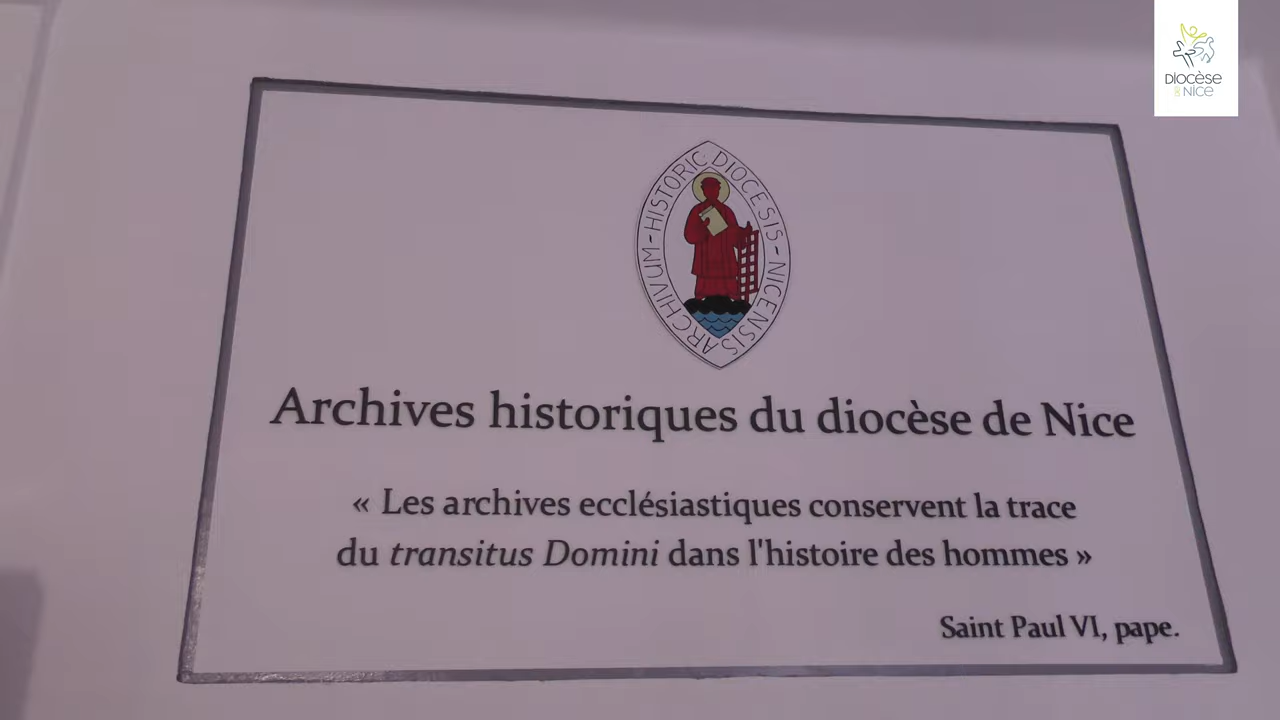 DIOCÈSE
DE NICE
ARCHIVUM-HISTORIC DIOCESIS-NICENSIS
Archives historiques du diocèse de Nice
« Les archives ecclésiastiques conservent la trace
du transitus Domini dans l'histoire des hommes »
Saint Paul VI, pape.